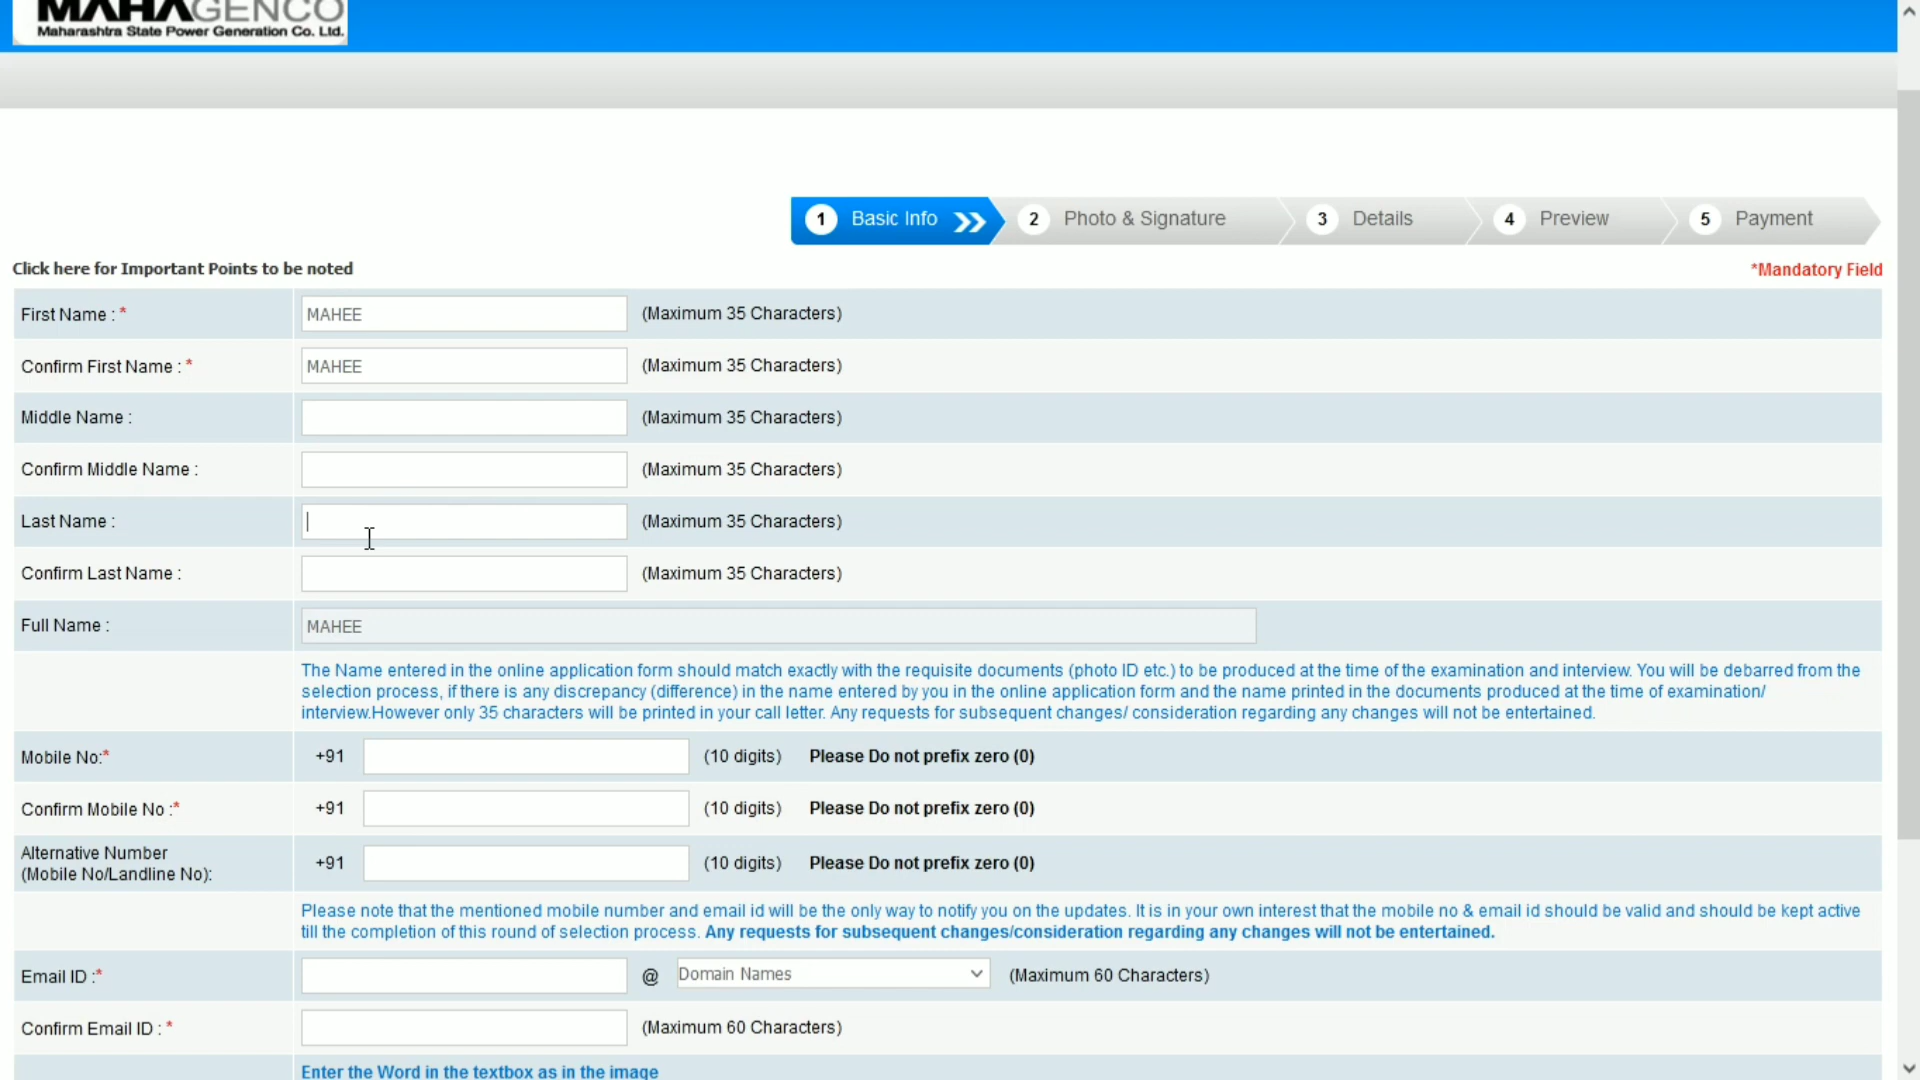 MAHAGENCO
Maharashtra State Power Generation Co. Ltd.
1 Basic Info 2 Photo & Signature 3 Details 4 Preview 5 Payment
Click here for Important Points to be noted *Mandatory Field
First Name : * MAHEE (Maximum 35 Characters)
Confirm First Name : * MAHEE (Maximum 35 Characters)
Middle Name : (Maximum 35 Characters)
Confirm Middle Name : (Maximum 35 Characters)
Last Name : (Maximum 35 Characters)
Confirm Last Name : (Maximum 35 Characters)
Full Name : MAHEE
The Name entered in the online application form should match exactly with the requisite documents (photo ID etc.) to be produced at the time of the examination and interview. You will be debarred from the
selection process, if there is any discrepancy (difference) in the name entered by you in the online application form and the name printed in the documents produced at the time of examination/
interview.However only 35 characters will be printed in your call letter. Any requests for subsequent changes/ consideration regarding any changes will not be entertained.
Mobile No:* +91 (10 digits) Please Do not prefix zero (0)
Confirm Mobile No :* +91 (10 digits) Please Do not prefix zero (0)
Alternative Number
(Mobile No/Landline No): +91 (10 digits) Please Do not prefix zero (0)
Please note that the mentioned mobile number and email id will be the only way to notify you on the updates. It is in your own interest that the mobile no & email id should be valid and should be kept active
till the completion of this round of selection process. Any requests for subsequent changes/consideration regarding any changes will not be entertained.
Email ID :* @ Domain Names (Maximum 60 Characters)
Confirm Email ID : * (Maximum 60 Characters)
Enter the Word in the textbox as in the image